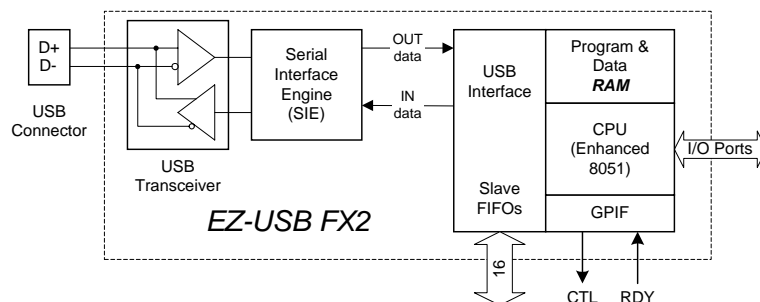 D+
D-
USB
Connector
USB
Transceiver
Serial
Interface
Engine
(SIE)
OUT
data
IN
data
USB
Interface
Slave
FIFOs
Program &
Data
RAM
CPU
(Enhanced
8051)
GPIF
I/O Ports
EZ-USB FX2
16
CTL
RDY